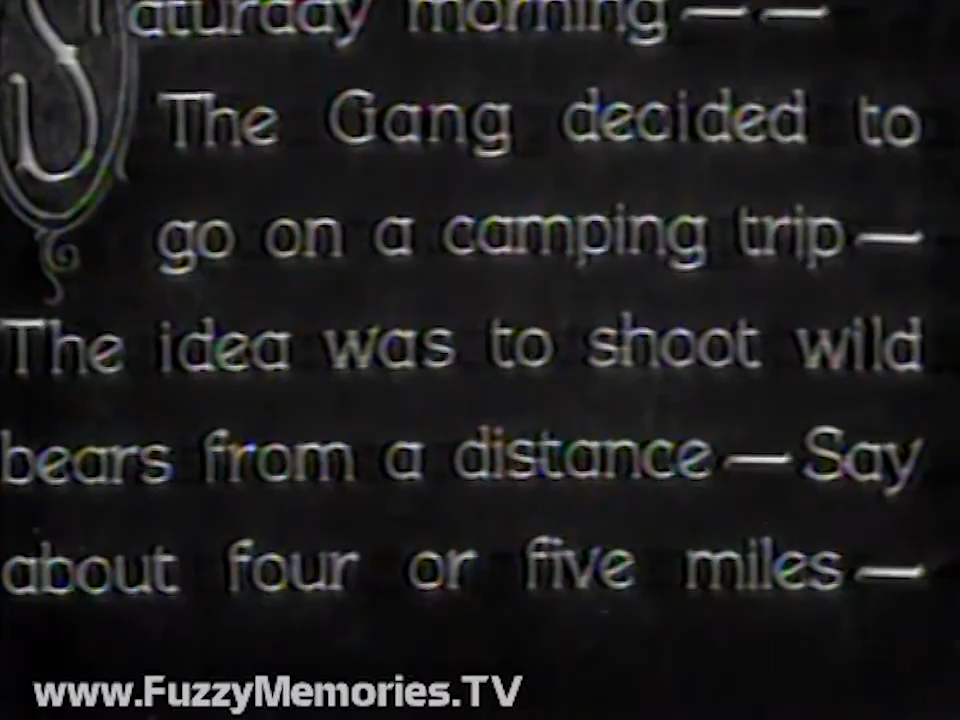 Saturday morning — —
The Gang decided to
go on a camping trip —
The idea was to shoot wild
bears from a distance — Say
about four or five miles —
www.FuzzyMemories.TV